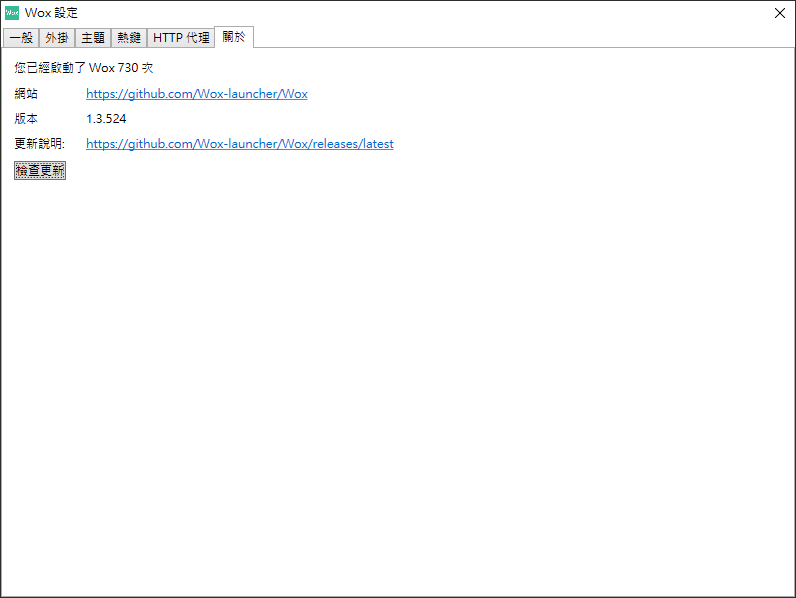 Wox
Wox 設定
一般 外掛 主題 熱鍵 HTTP 代理 關於
您已經啟動了 Wox 730 次
網站 https://github.com/Wox-launcher/Wox
版本 1.3.524
更新說明: https://github.com/Wox-launcher/Wox/releases/latest
檢查更新